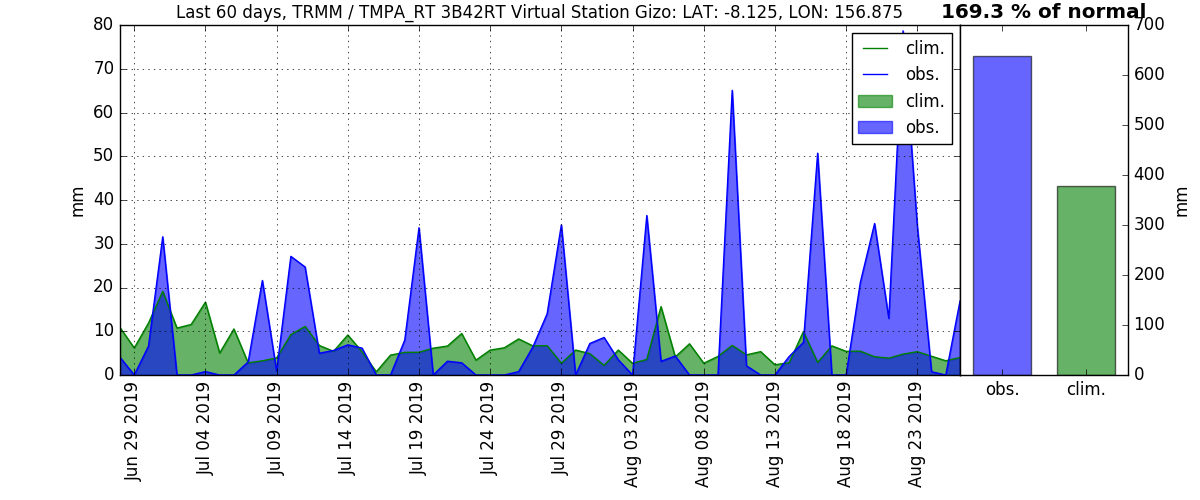 Last 60 days, TRMM / TMPA_RT 3B42RT Virtual Station Gizo: LAT: -8.125, LON: 156.875
169.3 % of normal
80
70
60
50
40
30
20
10
0
mm
clim.
obs.
clim.
obs.
Jun 29 2019
Jul 04 2019
Jul 09 2019
Jul 14 2019
Jul 19 2019
Jul 24 2019
Jul 29 2019
Aug 03 2019
Aug 08 2019
Aug 13 2019
Aug 18 2019
Aug 23 2019
700
600
500
400
300
200
100
0
mm
obs.
clim.